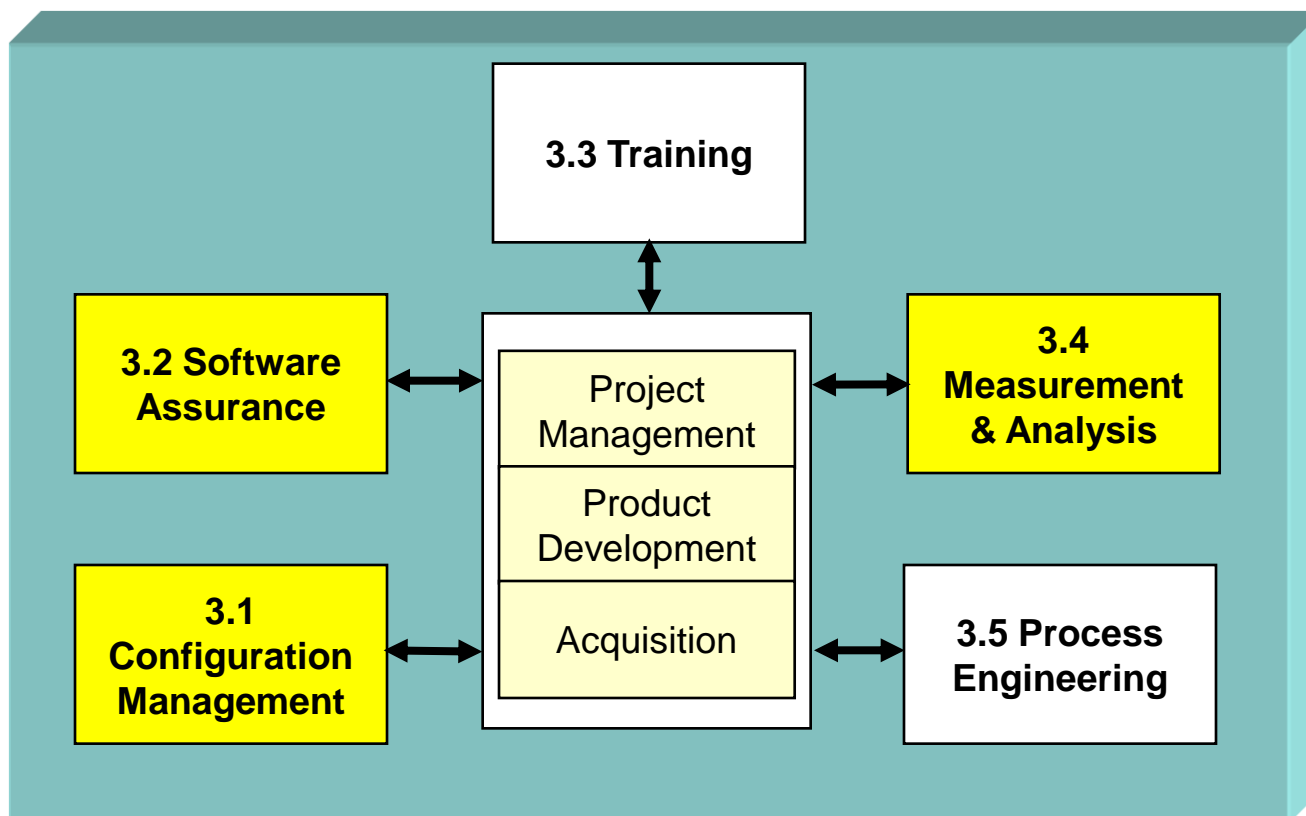 3.3 Training
3.2 Software
Assurance
Project
Management
3.4
Measurement
& Analysis
Product
Development
3.1
Configuration
Management
Acquisition
3.5 Process
Engineering